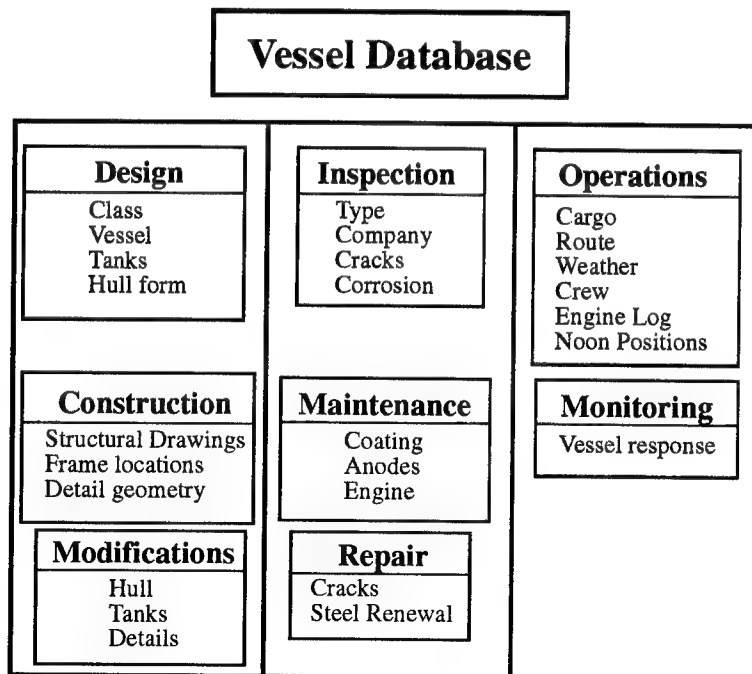 Vessel Database
Design
Class
Vessel
Tanks
Hull form
Construction
Structural Drawings
Frame locations
Detail geometry
Modifications
Hull
Tanks
Details
Inspection
Type
Company
Cracks
Corrosion
Maintenance
Coating
Anodes
Engine
Repair
Cracks
Steel Renewal
Operations
Cargo
Route
Weather
Crew
Engine Log
Noon Positions
Monitoring
Vessel response